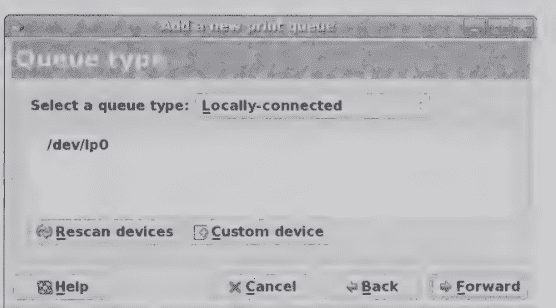 Add a new print queue
Queue type
Select a queue type: Locally-connected
/dev/lp0
Rescan devices Custom device
Help Cancel Back Forward